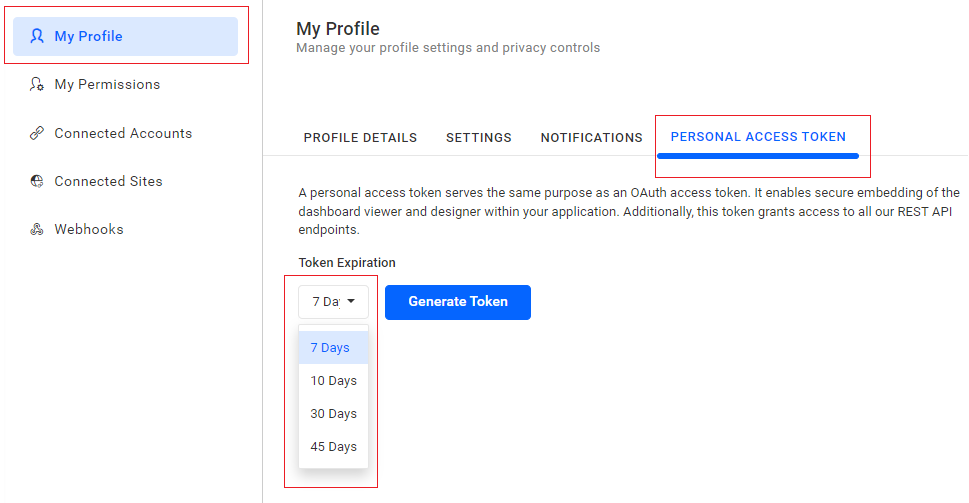 My Profile
My Permissions
Connected Accounts
Connected Sites
Webhooks
My Profile
Manage your profile settings and privacy controls
PROFILE DETAILS SETTINGS NOTIFICATIONS PERSONAL ACCESS TOKEN
A personal access token serves the same purpose as an OAuth access token. It enables secure embedding of the
dashboard viewer and designer within your application. Additionally, this token grants access to all our REST API
endpoints.
Token Expiration
7 Day Generate Token
7 Days
10 Days
30 Days
45 Days